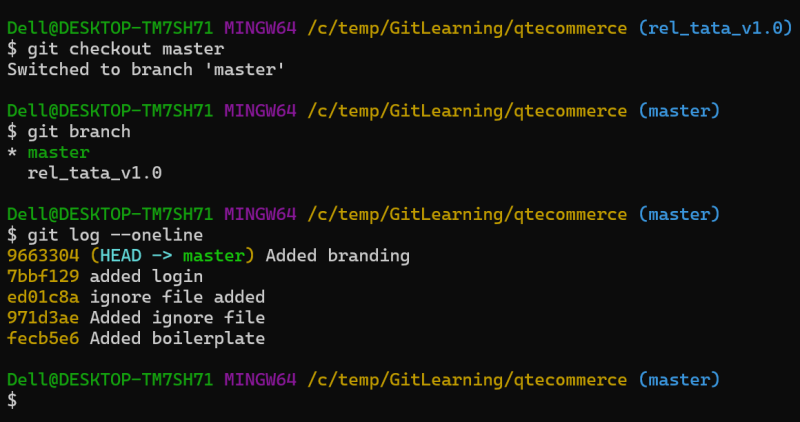 Dell@DESKTOP-TM7SH71 MINGW64 /c/temp/GitLearning/qtecommerce (rel_tata_v1.0)
$ git checkout master
Switched to branch 'master'
Dell@DESKTOP-TM7SH71 MINGW64 /c/temp/GitLearning/qtecommerce (master)
$ git branch
* master
  rel_tata_v1.0
Dell@DESKTOP-TM7SH71 MINGW64 /c/temp/GitLearning/qtecommerce (master)
$ git log --oneline
9663304 (HEAD -> master) Added branding
7bbf129 added login
ed01c8a ignore file added
971d3ae Added ignore file
fecb5e6 Added boilerplate
Dell@DESKTOP-TM7SH71 MINGW64 /c/temp/GitLearning/qtecommerce (master)
$